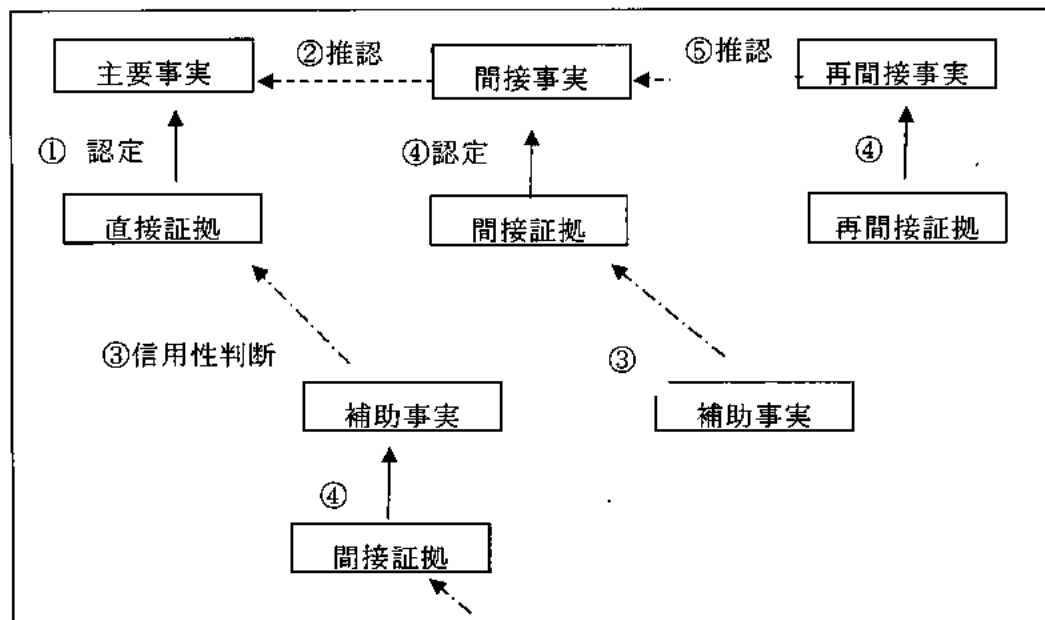 ②推認
⑤推認
主要事実
間接事実
再間接事実
① 認定
④認定
④
直接証拠
間接証拠
再間接証拠
③信用性判断
③
補助事実
補助事実
④
間接証拠